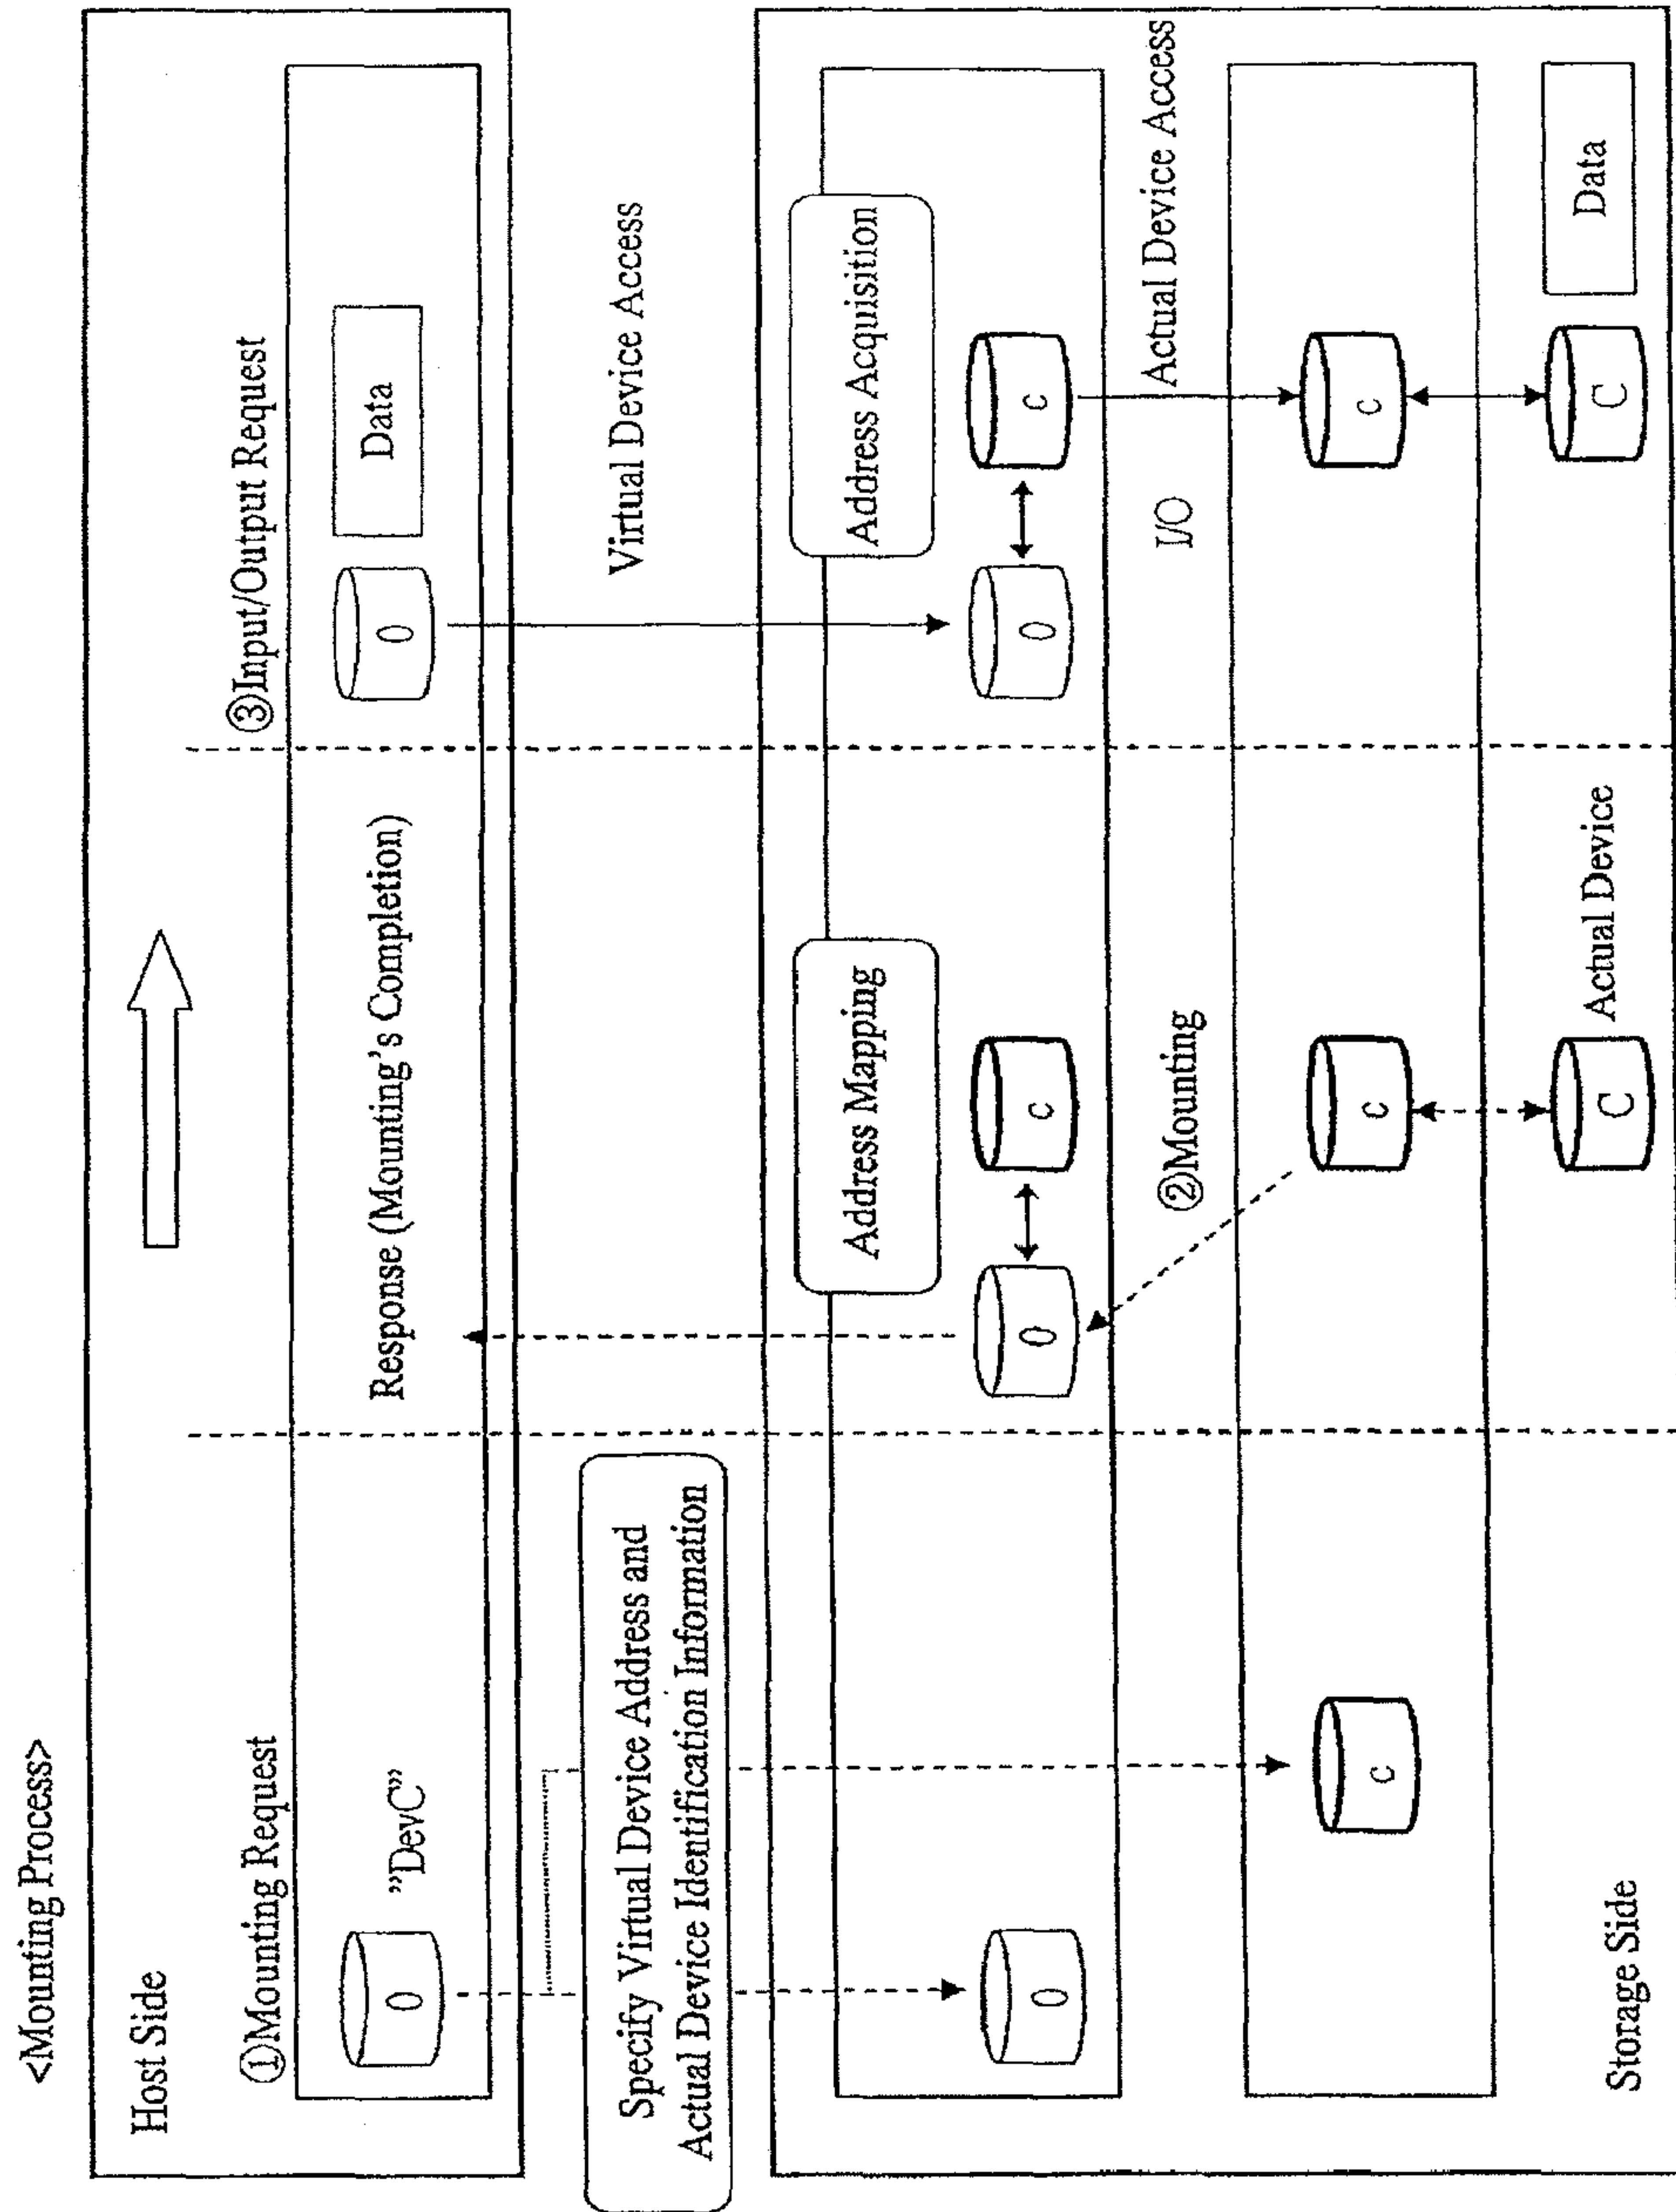 <Mounting Process>
Host Side
①Mounting Request
0
"DevC"
Specify Virtual Device Address and
Actual Device Identification Information
0
c
Storage Side
Response (Mounting's Completion)
Address Mapping
0
c
②Mounting
c
C
Actual Device
③Input/Output Request
0
Data
Virtual Device Access
Address Acquisition
0
c
I/O
Actual Device Access
c
C
Data